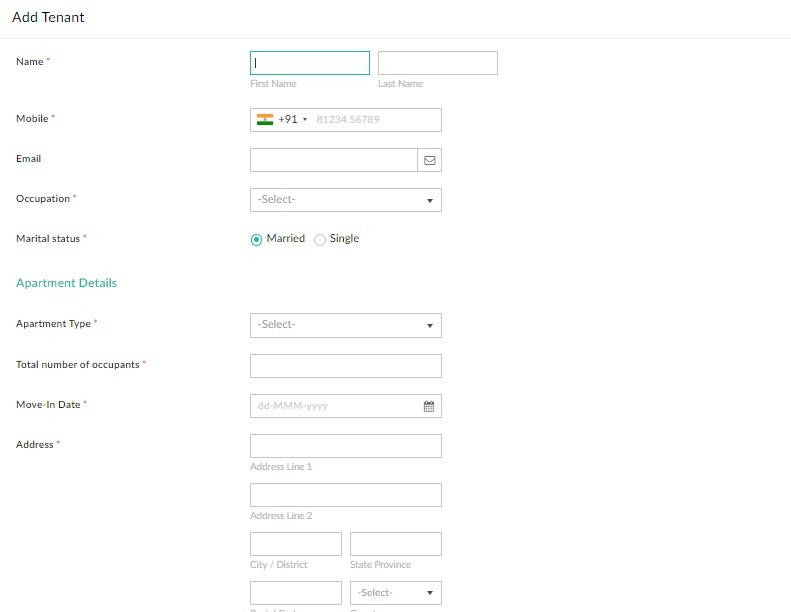 Add Tenant
Name *
First Name Last Name
Mobile * +91 81234 56789
Email
Occupation * -Select-
Marital status * Married Single
Apartment Details
Apartment Type * -Select-
Total number of occupants *
Move-In Date * dd-MMM-yyyy
Address *
Address Line 1
Address Line 2
City / District State Province
-Select-